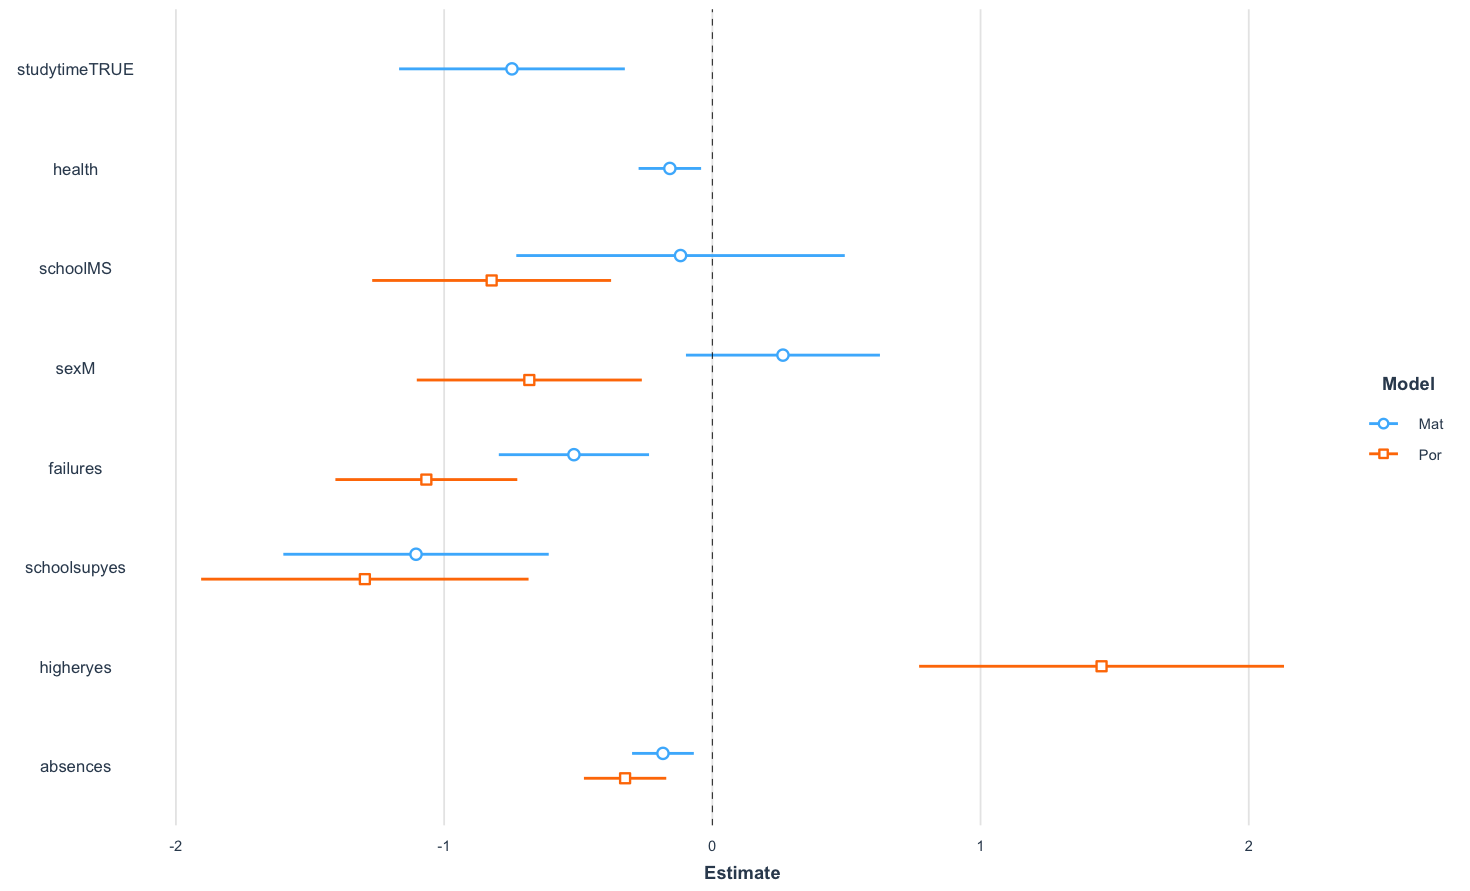 studytimeTRUE
health
schoolMS
sexM
failures
schoolsupyes
higheryes
absences
-2 -1 0 1 2
Estimate
Model
Mat
Por